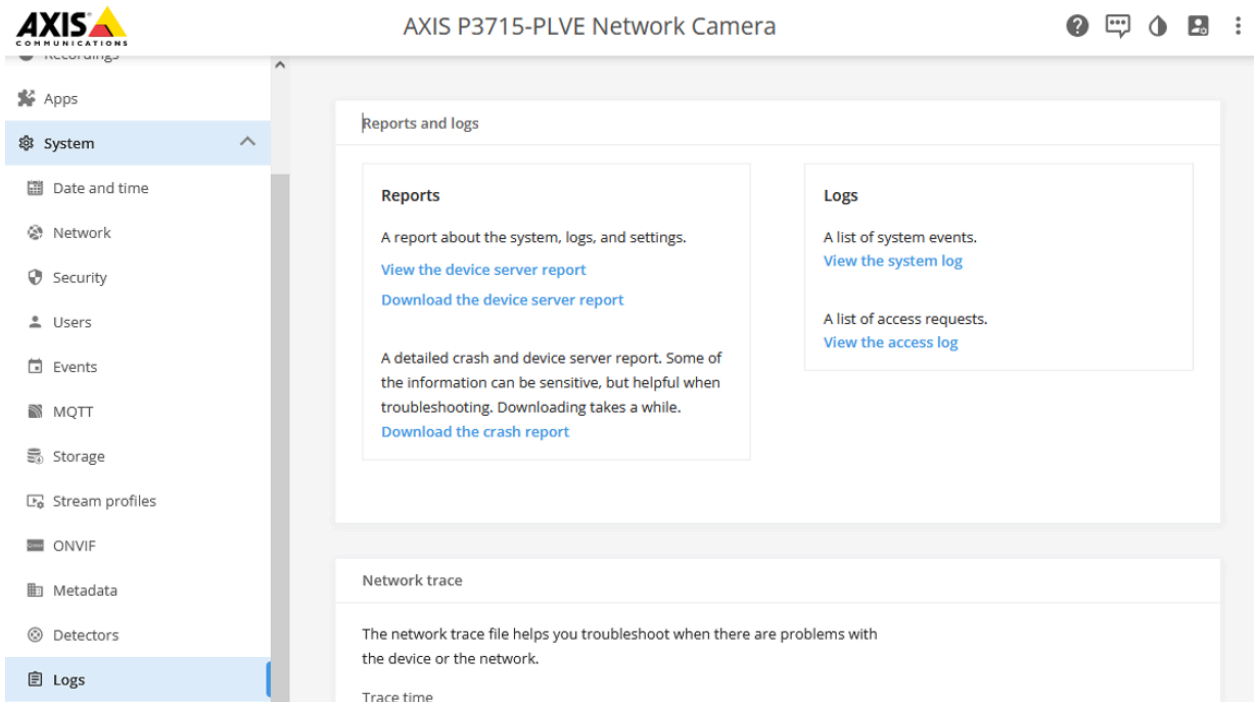 AXIS
COMMUNICATIONS
AXIS P3715-PLVE Network Camera
Recordings
Apps
System
Date and time
Network
Security
Users
Events
MQTT
Storage
Stream profiles
ONVIF
Metadata
Detectors
Logs
Reports and logs
Reports
A report about the system, logs, and settings.
View the device server report
Download the device server report
A detailed crash and device server report. Some of
the information can be sensitive, but helpful when
troubleshooting. Downloading takes a while.
Download the crash report
Logs
A list of system events.
View the system log
A list of access requests.
View the access log
Network trace
The network trace file helps you troubleshoot when there are problems with
the device or the network.
Trace time